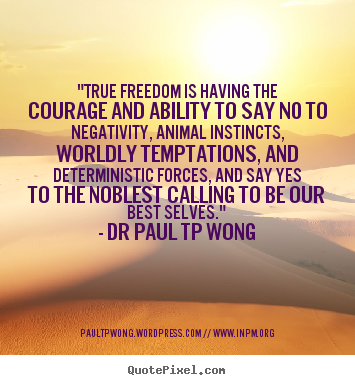 "TRUE FREEDOM IS HAVING THE
COURAGE AND ABILITY TO SAY NO TO
NEGATIVITY, ANIMAL INSTINCTS,
WORLDLY TEMPTATIONS, AND
DETERMINISTIC FORCES, AND SAY YES
TO THE NOBLEST CALLING TO BE OUR
BEST SELVES."
- DR PAUL TP WONG
PAULTPWONG.WORDPRESS.COM // WWW.INPM.ORG
QuotePixel.com